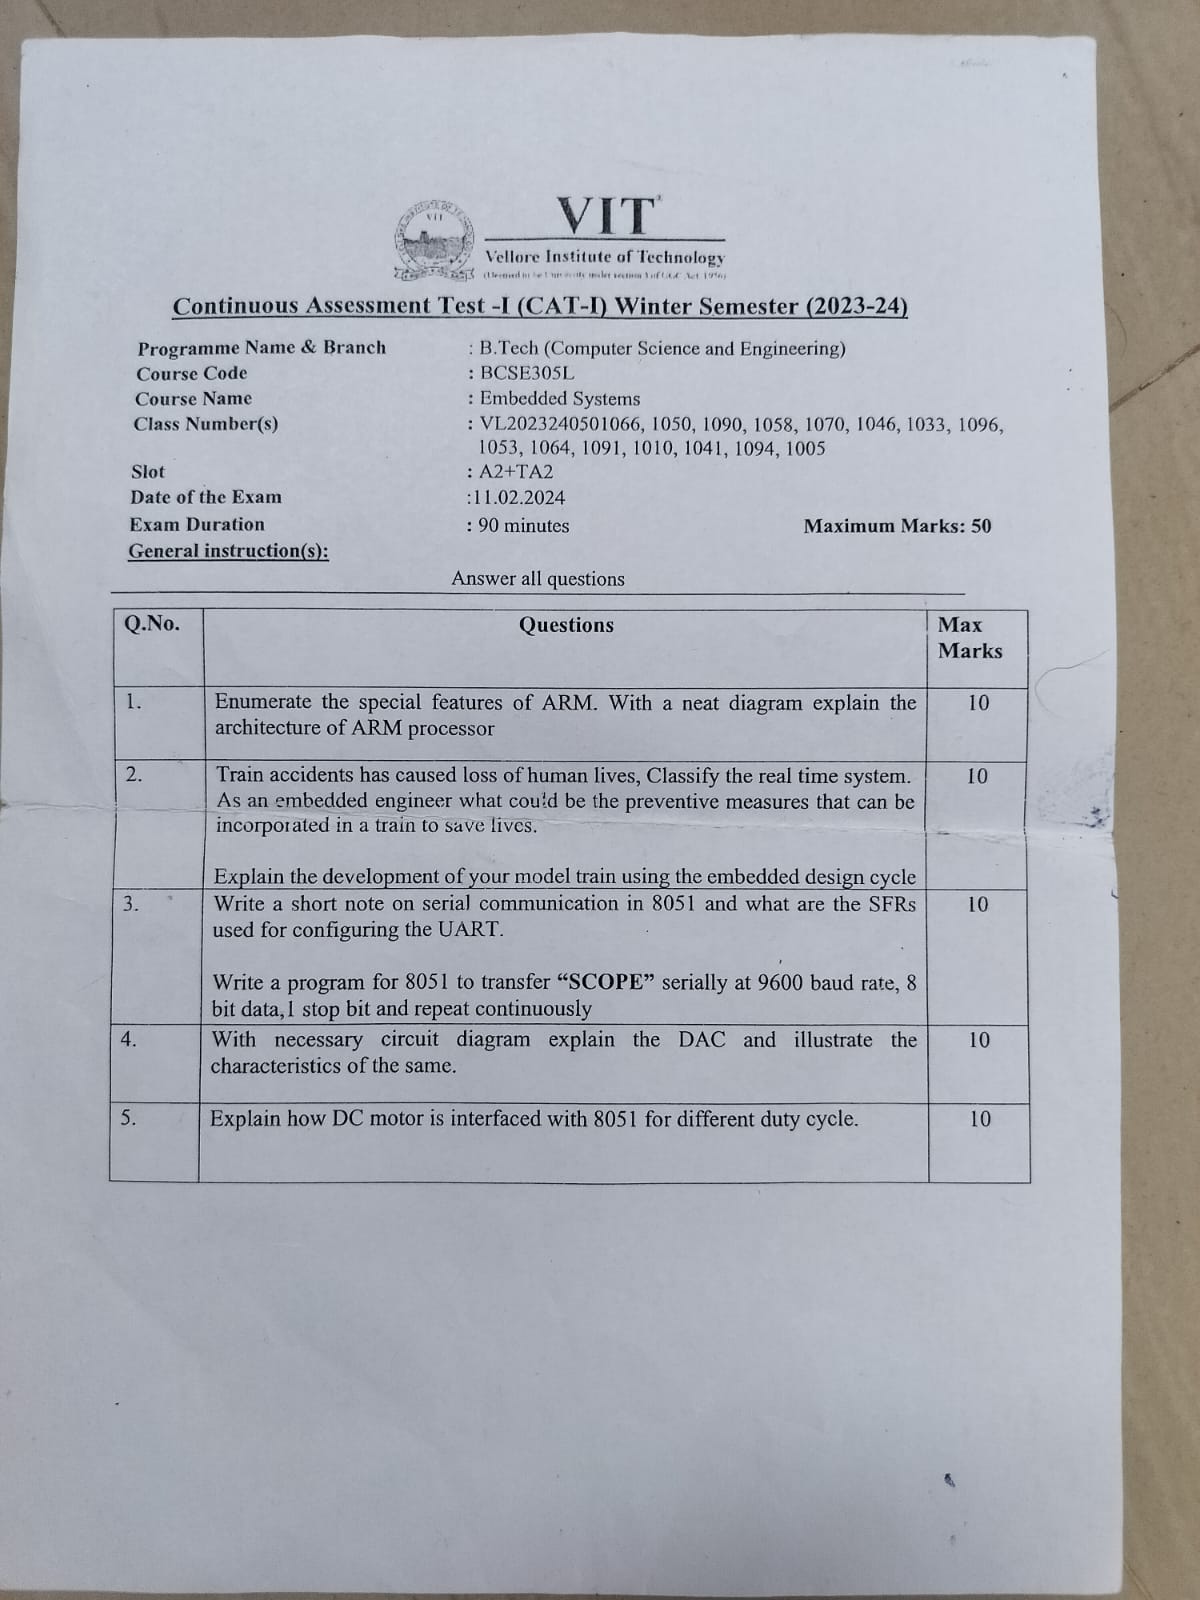 VIT
VIT
Vellore Institute of Technology
(Deemed to be University under section 3 of UGC Act 1956)
Continuous Assessment Test -I (CAT-I) Winter Semester (2023-24)
Programme Name & Branch : B.Tech (Computer Science and Engineering)
Course Code : BCSE305L
Course Name : Embedded Systems
Class Number(s) : VL2023240501066, 1050, 1090, 1058, 1070, 1046, 1033, 1096,
1053, 1064, 1091, 1010, 1041, 1094, 1005
Slot : A2+TA2
Date of the Exam :11.02.2024
Exam Duration : 90 minutes Maximum Marks: 50
General instruction(s):
Answer all questions
Q.No. Questions Max
Marks
1. Enumerate the special features of ARM. With a neat diagram explain the 10
architecture of ARM processor
2. Train accidents has caused loss of human lives, Classify the real time system. 10
As an embedded engineer what could be the preventive measures that can be
incorporated in a train to save lives.
Explain the development of your model train using the embedded design cycle
3. Write a short note on serial communication in 8051 and what are the SFRs 10
used for configuring the UART.
Write a program for 8051 to transfer “SCOPE” serially at 9600 baud rate, 8
bit data,1 stop bit and repeat continuously
4. With necessary circuit diagram explain the DAC and illustrate the 10
characteristics of the same.
5. Explain how DC motor is interfaced with 8051 for different duty cycle. 10